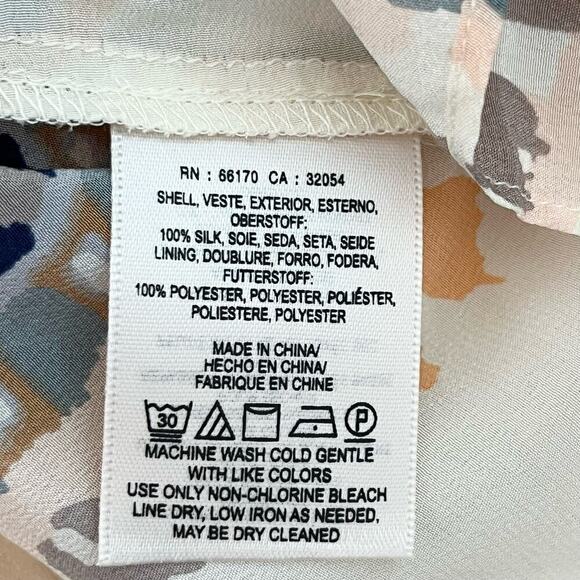 RN : 66170 CA : 32054
SHELL, VESTE, EXTERIOR, ESTERNO,
OBERSTOFF:
100% SILK, SOIE, SEDA, SETA, SEIDE
LINING, DOUBLURE, FORRO, FODERA,
FUTTERSTOFF:
100% POLYESTER, POLYESTER, POLIÉSTER,
POLIESTERE, POLYESTER
MADE IN CHINA/
HECHO EN CHINA/
FABRIQUE EN CHINE
30 P
MACHINE WASH COLD GENTLE
WITH LIKE COLORS
USE ONLY NON-CHLORINE BLEACH
LINE DRY, LOW IRON AS NEEDED,
MAY BE DRY CLEANED